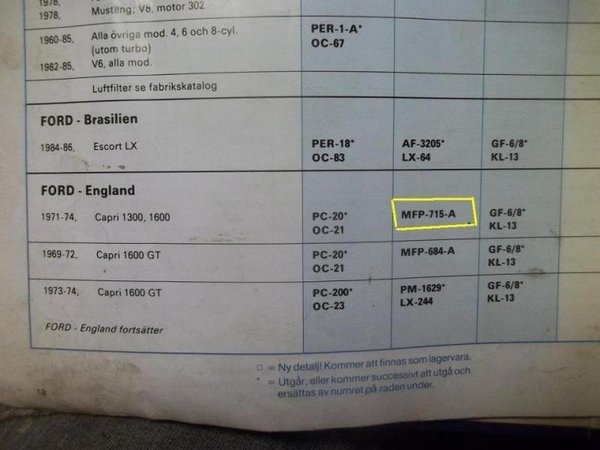 1978,
1978, Mustang, V8, motor 302
1960-85, Alla övriga mod. 4, 6 och 8-cyl. PER-1-A*
(utom turbo) OC-67
1982-85, V6, alla mod.
Luftfilter se fabrikskatalog
FORD - Brasilien
1984-86, Escort LX PER-18* AF-3205* GF-6/8*
OC-83 LX-64 KL-13
FORD - England
1971-74, Capri 1300, 1600 PC-20* MFP-715-A GF-6/8*
OC-21 KL-13
1969-72, Capri 1600 GT PC-20* MFP-684-A GF-6/8*
OC-21 KL-13
1973-74, Capri 1600 GT PC-200* PM-1629* GF-6/8*
OC-23 LX-244 KL-13
FORD - England fortsätter
□ = Ny detalj! Kommer att finnas som lagervara.
* = Utgår, eller kommer successivt att utgå och
ersättas av numret på raden under.
18